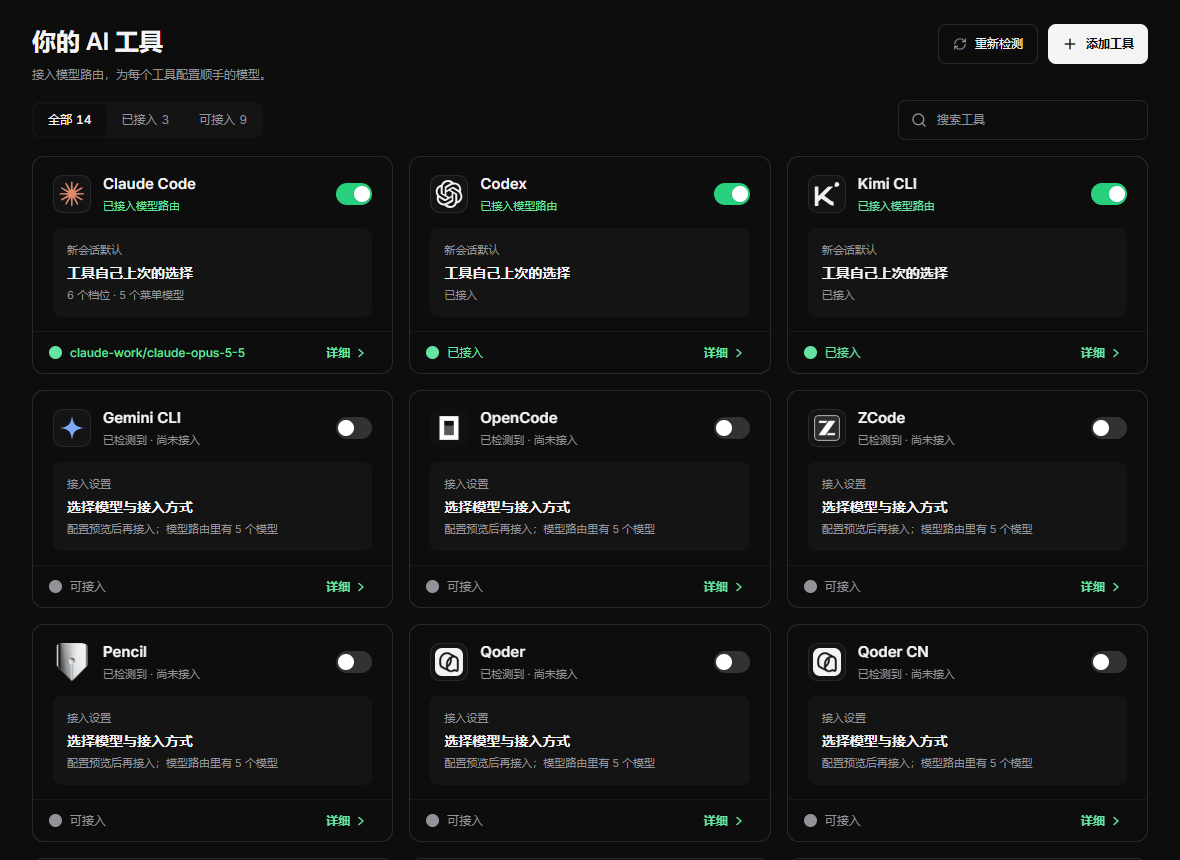 你的 AI 工具
重新检测
添加工具
接入模型路由，为每个工具配置顺手的模型。
全部 14
已接入 3
可接入 9
搜索工具
Claude Code
已接入模型路由
新会话默认
工具自己上次的选择
6 个档位 · 5 个菜单模型
claude-work/claude-opus-5-5
详细
Codex
已接入模型路由
新会话默认
工具自己上次的选择
已接入
已接入
详细
Kimi CLI
已接入模型路由
新会话默认
工具自己上次的选择
已接入
已接入
详细
Gemini CLI
已检测到 · 尚未接入
接入设置
选择模型与接入方式
配置预览后再接入；模型路由里有 5 个模型
可接入
详细
OpenCode
已检测到 · 尚未接入
接入设置
选择模型与接入方式
配置预览后再接入；模型路由里有 5 个模型
可接入
详细
ZCode
已检测到 · 尚未接入
接入设置
选择模型与接入方式
配置预览后再接入；模型路由里有 5 个模型
可接入
详细
Pencil
已检测到 · 尚未接入
接入设置
选择模型与接入方式
配置预览后再接入；模型路由里有 5 个模型
可接入
详细
Qoder
已检测到 · 尚未接入
接入设置
选择模型与接入方式
配置预览后再接入；模型路由里有 5 个模型
可接入
详细
Qoder CN
已检测到 · 尚未接入
接入设置
选择模型与接入方式
配置预览后再接入；模型路由里有 5 个模型
可接入
详细